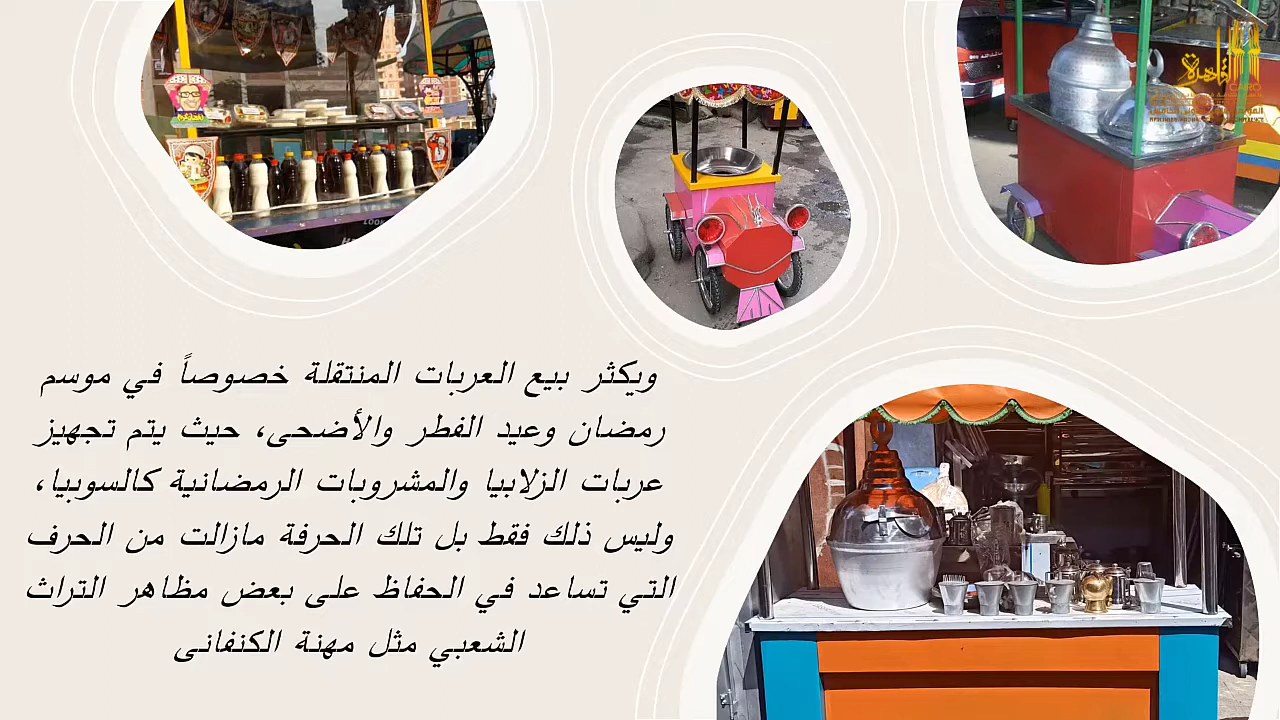 القاهرة
CAIRO
ويكثر بيع العربات المنتقلة خصوصاً في موسم
رمضان وعيد الفطر والأضحى، حيث يتم تجهيز
عربات الزلابيا والمشروبات الرمضانية كالسوبيا،
وليس ذلك فقط بل تلك الحرفة مازالت من الحرف
التي تساعد في الحفاظ على بعض مظاهر التراث
الشعبي مثل مهنة الكنفانى